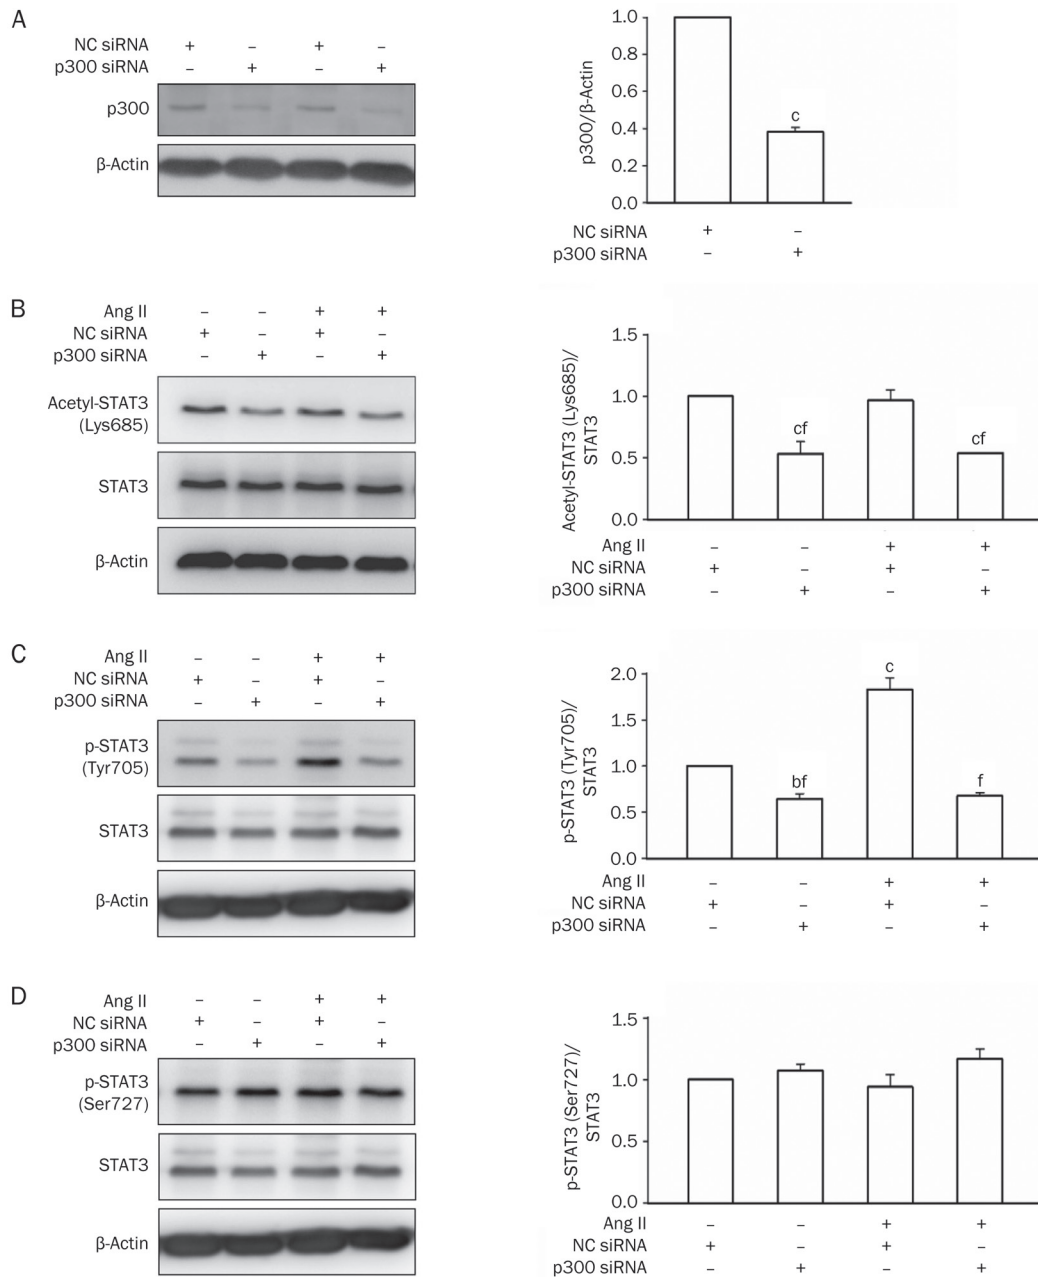 A
NC siRNA + – + –
p300 siRNA – + – +
p300
β-Actin
p300/β-Actin
1.0
0.8
0.6
0.4
0.2
0.0
c
NC siRNA + –
p300 siRNA – +
B
Ang II – – + +
NC siRNA + – + –
p300 siRNA – + – +
Acetyl-STAT3
(Lys685)
STAT3
β-Actin
Acetyl-STAT3 (Lys685)/
STAT3
1.5
1.0
0.5
0.0
cf
cf
Ang II – – + +
NC siRNA + – + –
p300 siRNA – + – +
C
Ang II – – + +
NC siRNA + – + –
p300 siRNA – + – +
p-STAT3
(Tyr705)
STAT3
β-Actin
p-STAT3 (Tyr705)/
STAT3
2.0
1.5
1.0
0.5
0.0
bf
c
f
Ang II – – + +
NC siRNA + – + –
p300 siRNA – + – +
D
Ang II – – + +
NC siRNA + – + –
p300 siRNA – + – +
p-STAT3
(Ser727)
STAT3
β-Actin
p-STAT3 (Ser727)/
STAT3
1.5
1.0
0.5
0.0
Ang II – – + +
NC siRNA + – + –
p300 siRNA – + – +